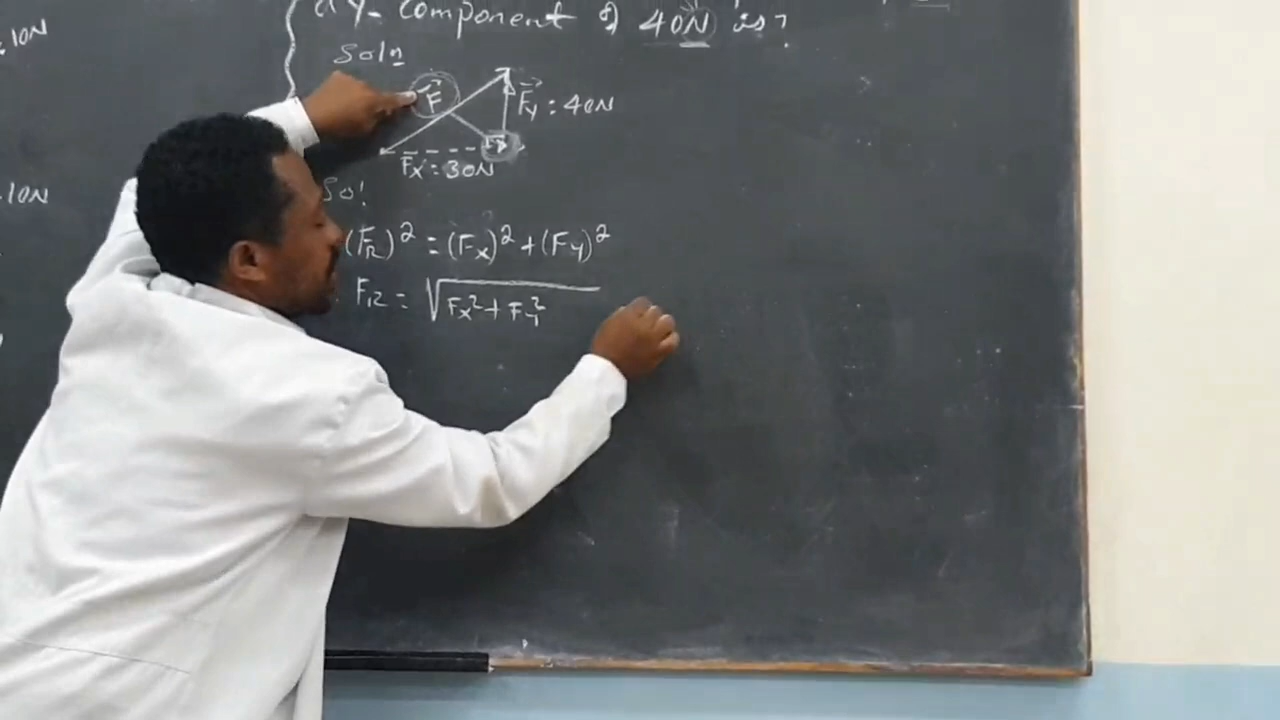 10N
a y- component of 40N is?
Soln
F
Fy = 40N
FR
Fx = 30N
10N
So!
(FR)² = (Fx)² + (Fy)²
FR = √Fx² + Fy²